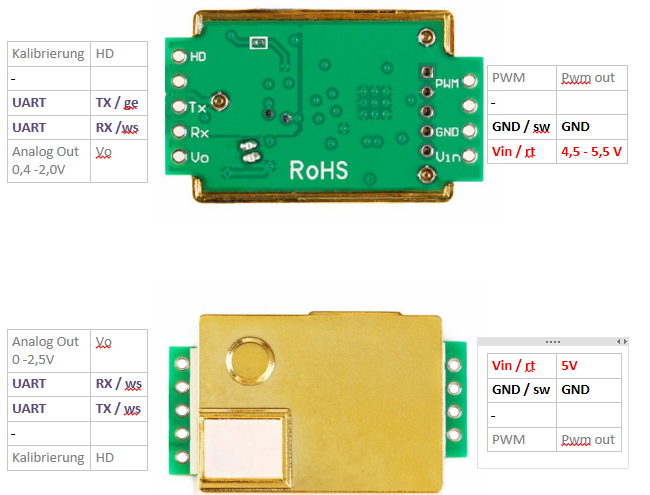 Kalibrierung HD
-
UART TX / ge
UART RX /ws
Analog Out Vo
0,4 -2,0V
HD
Tx
Rx
Vo
RoHS
PWM
GND
Vin
PWM Pwm out
-
GND / sw GND
Vin / rt 4,5 - 5,5 V
Analog Out Vo
0 -2,5V
UART RX / ws
UART TX / ws
-
Kalibrierung HD
Vin / rt 5V
GND / sw GND
-
PWM Pwm out